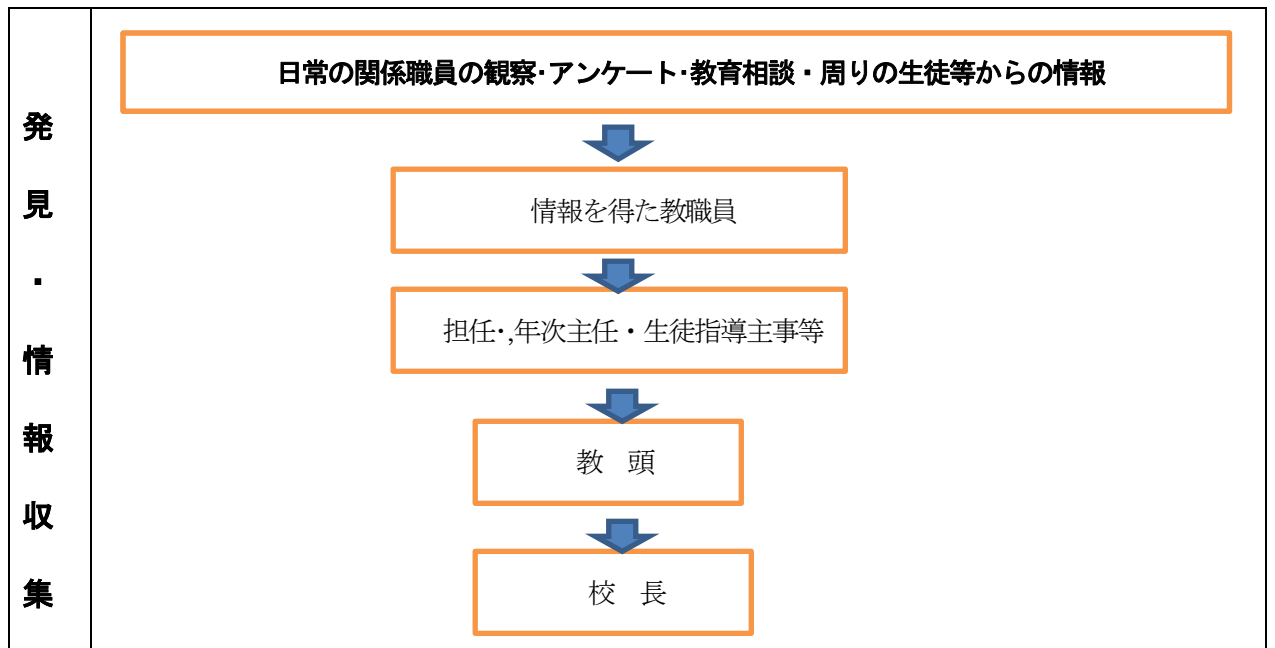 発見・情報収集
日常の関係職員の観察・アンケート・教育相談・周りの生徒等からの情報
情報を得た教職員
担任・,年次主任・生徒指導主事等
教　頭
校　長